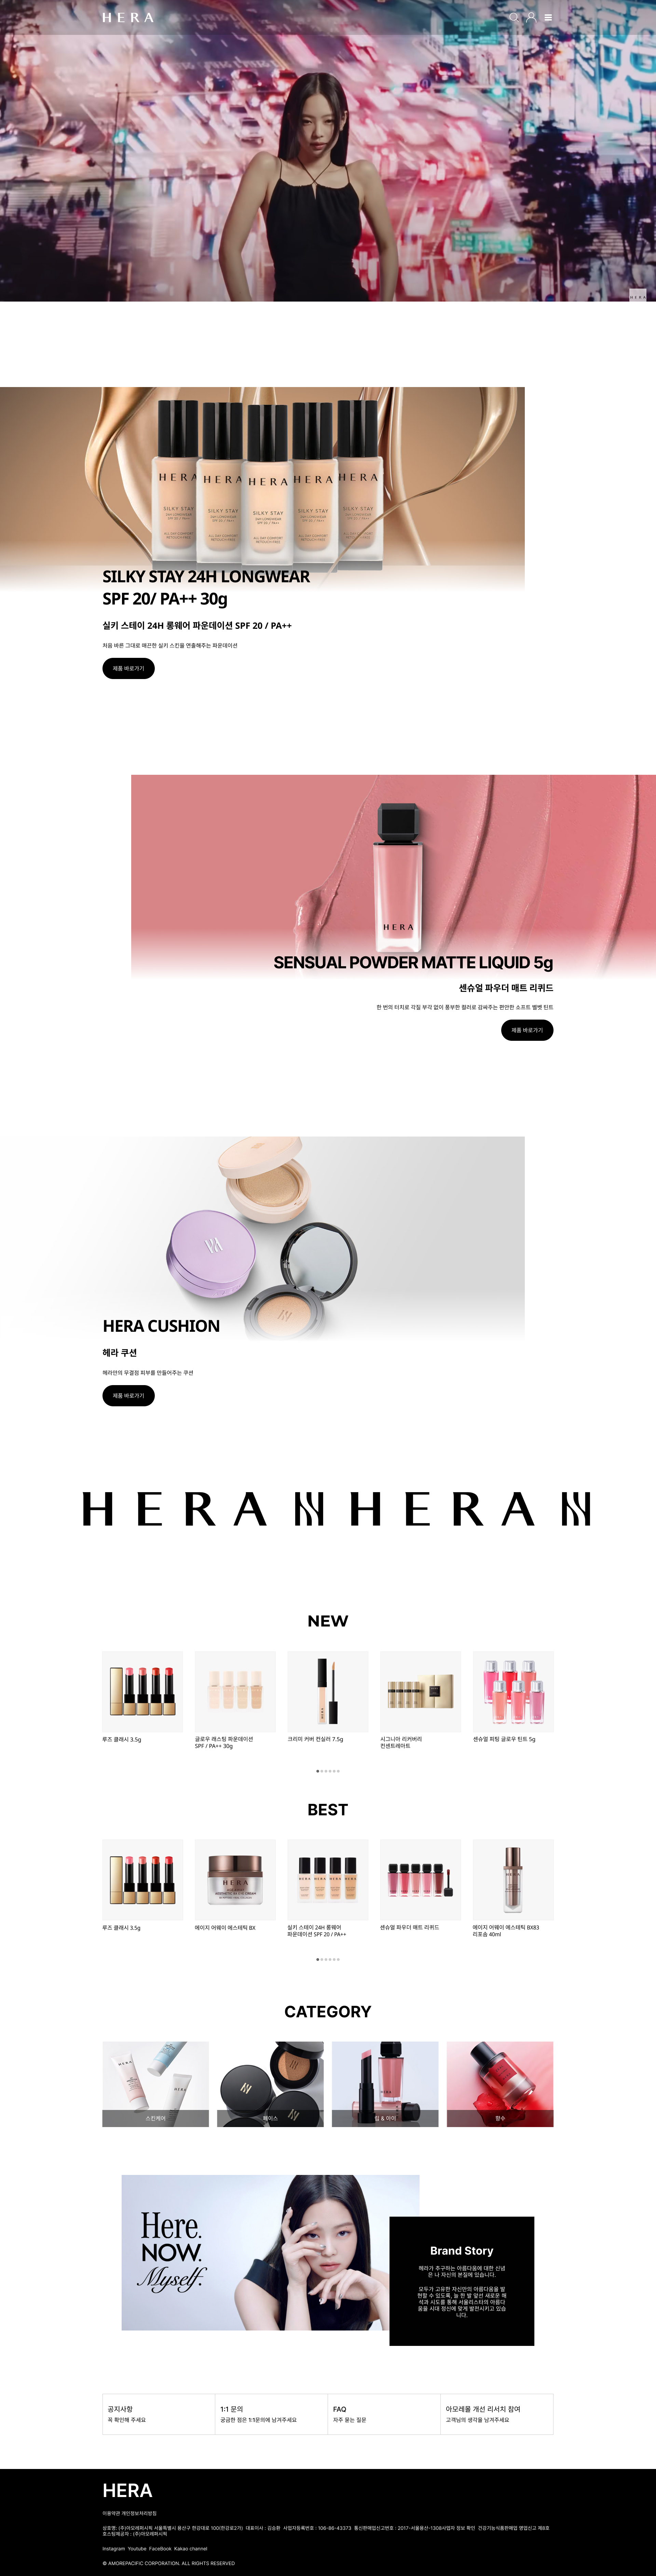 HERA
HERA
HERA HERA HERA HERA HERA
SILKY STAY SILKY STAY SILKY STAY SILKY STAY SILKY STAY
SILKY STAY 24H LONGWEAR
SPF 20/ PA++ 30g
실키 스테이 24H 롱웨어 파운데이션 SPF 20 / PA++
처음 바른 그대로 매끈한 실키 스킨을 연출해주는 파운데이션
제품 바로가기
HERA
SENSUAL POWDER MATTE LIQUID 5g
센슈얼 파우더 매트 리퀴드
한 번의 터치로 각질 부각 없이 풍부한 컬러로 감싸주는 편안한 소프트 벨벳 틴트
제품 바로가기
HERA CUSHION
헤라 쿠션
헤라만의 무결점 피부를 만들어주는 쿠션
제품 바로가기
HERA HERA
NEW
루즈 클래시 3.5g
글로우 래스팅 파운데이션
SPF / PA++ 30g
크리미 커버 컨실러 7.5g
시그니아 리커버리
컨센트레이트
센슈얼 피팅 글로우 틴트 5g
BEST
HERA
루즈 클래시 3.5g
에이지 어웨이 에스테틱 BX
실키 스테이 24H 롱웨어
파운데이션 SPF 20 / PA++
센슈얼 파우더 매트 리퀴드
에이지 어웨이 에스테틱 BX83
리포솜 40ml
CATEGORY
HERA
HERA
스킨케어
페이스
립 & 아이
향수
Here.
NOW.
Myself.
Brand Story
헤라가 추구하는 아름다움에 대한 신념
은 나 자신의 본질에 있습니다.
모두가 고유한 자신만의 아름다움을 발
현할 수 있도록, 늘 한 발 앞선 새로운 해
석과 시도를 통해 서울리스타의 아름다
움을 시대 정신에 맞게 발전시키고 있습
니다.
공지사항
꼭 확인해 주세요
1:1 문의
궁금한 점은 1:1문의에 남겨주세요
FAQ
자주 묻는 질문
아모레몰 개선 리서치 참여
고객님의 생각을 남겨주세요
HERA
이용약관 개인정보처리방침
상호명: (주)아모레퍼시픽 서울특별시 용산구 한강대로 100(한강로2가) 대표이사 : 김승환 사업자등록번호 : 106-86-43373 통신판매업신고번호 : 2017-서울용산-1308사업자 정보 확인 건강기능식품판매업 영업신고 제8호
호스팅제공자 : (주)아모레퍼시픽
Instagram Youtube FaceBook Kakao channel
© AMOREPACIFIC CORPORATION. ALL RIGHTS RESERVED